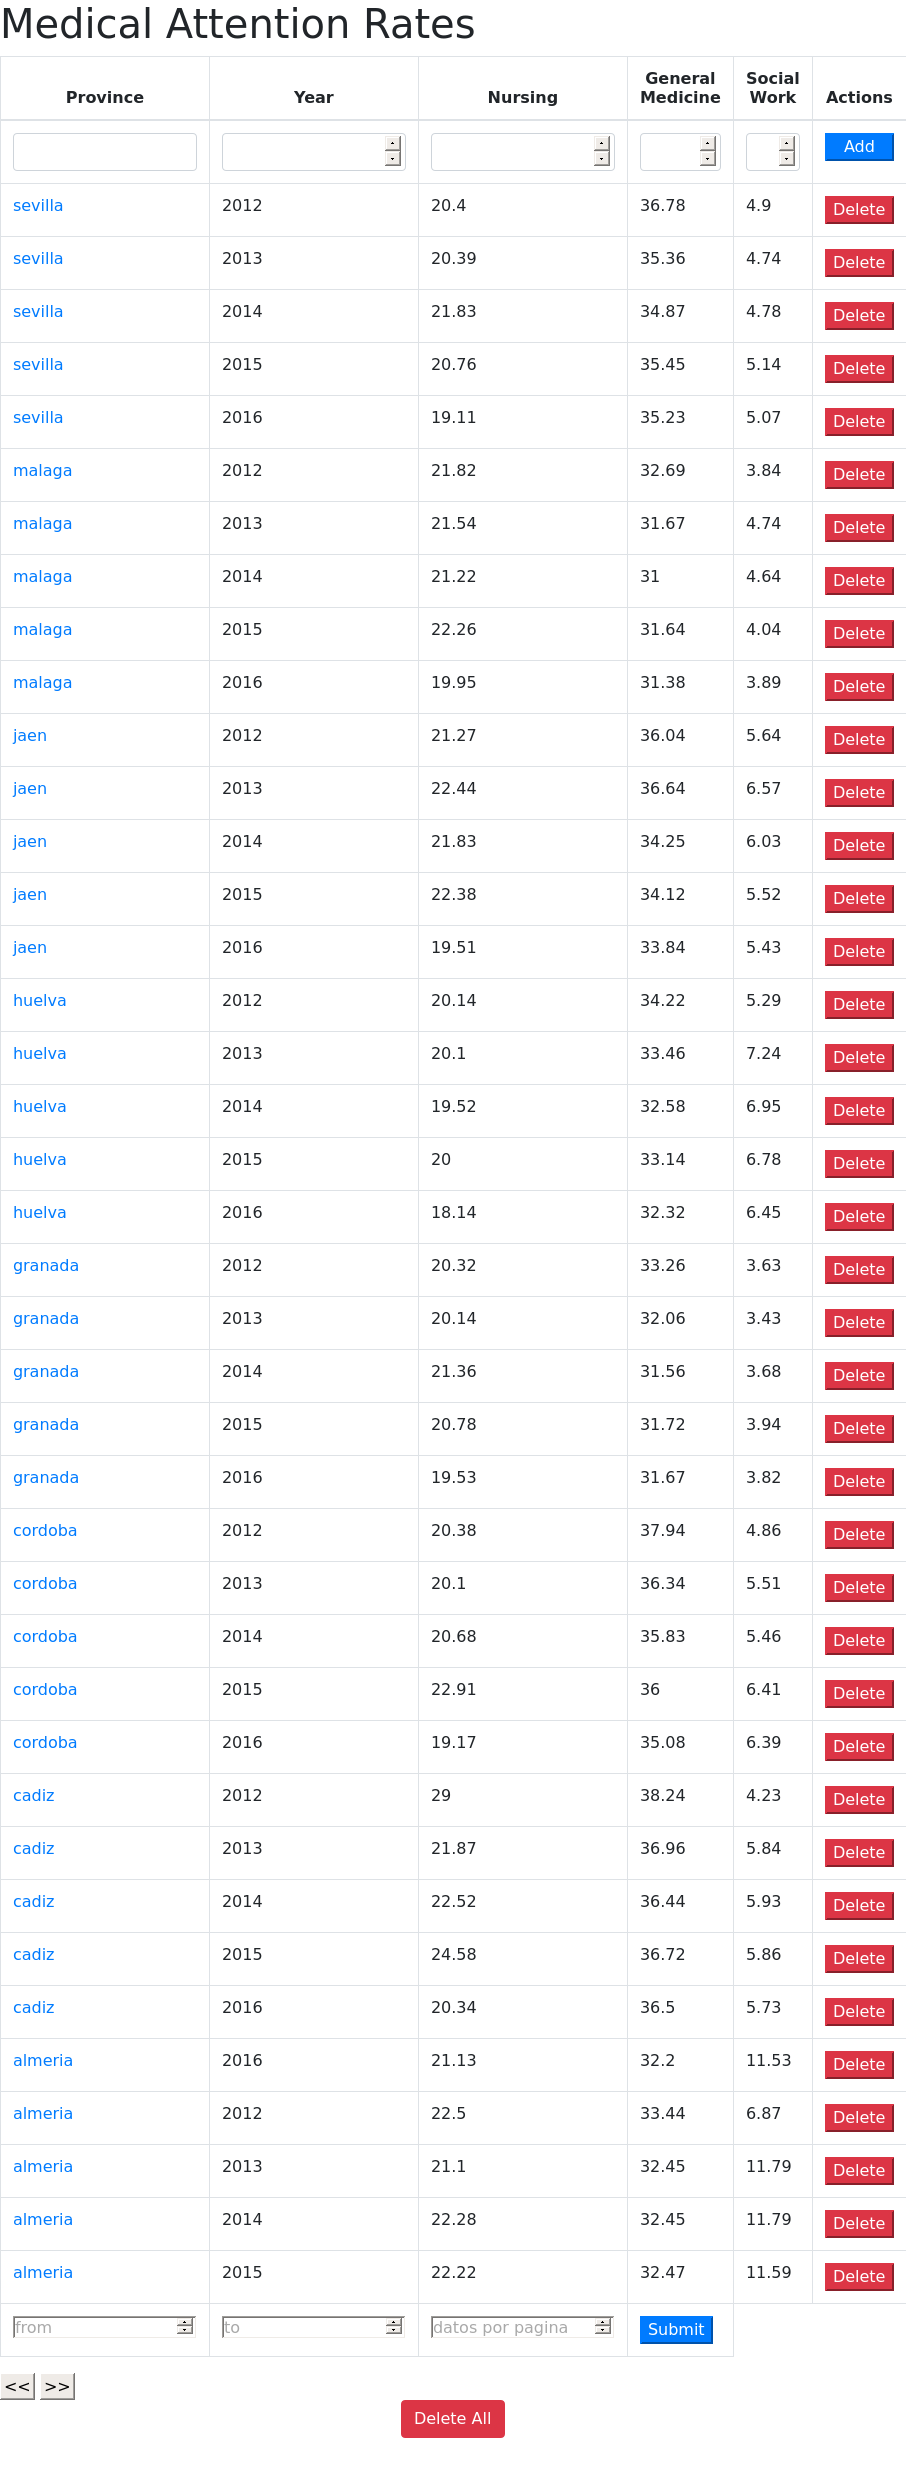 Medical Attention Rates
Province Year Nursing General Medicine Social Work Actions
Add
sevilla 2012 20.4 36.78 4.9 Delete
sevilla 2013 20.39 35.36 4.74 Delete
sevilla 2014 21.83 34.87 4.78 Delete
sevilla 2015 20.76 35.45 5.14 Delete
sevilla 2016 19.11 35.23 5.07 Delete
malaga 2012 21.82 32.69 3.84 Delete
malaga 2013 21.54 31.67 4.74 Delete
malaga 2014 21.22 31 4.64 Delete
malaga 2015 22.26 31.64 4.04 Delete
malaga 2016 19.95 31.38 3.89 Delete
jaen 2012 21.27 36.04 5.64 Delete
jaen 2013 22.44 36.64 6.57 Delete
jaen 2014 21.83 34.25 6.03 Delete
jaen 2015 22.38 34.12 5.52 Delete
jaen 2016 19.51 33.84 5.43 Delete
huelva 2012 20.14 34.22 5.29 Delete
huelva 2013 20.1 33.46 7.24 Delete
huelva 2014 19.52 32.58 6.95 Delete
huelva 2015 20 33.14 6.78 Delete
huelva 2016 18.14 32.32 6.45 Delete
granada 2012 20.32 33.26 3.63 Delete
granada 2013 20.14 32.06 3.43 Delete
granada 2014 21.36 31.56 3.68 Delete
granada 2015 20.78 31.72 3.94 Delete
granada 2016 19.53 31.67 3.82 Delete
cordoba 2012 20.38 37.94 4.86 Delete
cordoba 2013 20.1 36.34 5.51 Delete
cordoba 2014 20.68 35.83 5.46 Delete
cordoba 2015 22.91 36 6.41 Delete
cordoba 2016 19.17 35.08 6.39 Delete
cadiz 2012 29 38.24 4.23 Delete
cadiz 2013 21.87 36.96 5.84 Delete
cadiz 2014 22.52 36.44 5.93 Delete
cadiz 2015 24.58 36.72 5.86 Delete
cadiz 2016 20.34 36.5 5.73 Delete
almeria 2016 21.13 32.2 11.53 Delete
almeria 2012 22.5 33.44 6.87 Delete
almeria 2013 21.1 32.45 11.79 Delete
almeria 2014 22.28 32.45 11.79 Delete
almeria 2015 22.22 32.47 11.59 Delete
from to datos por pagina Submit
<< >>
Delete All